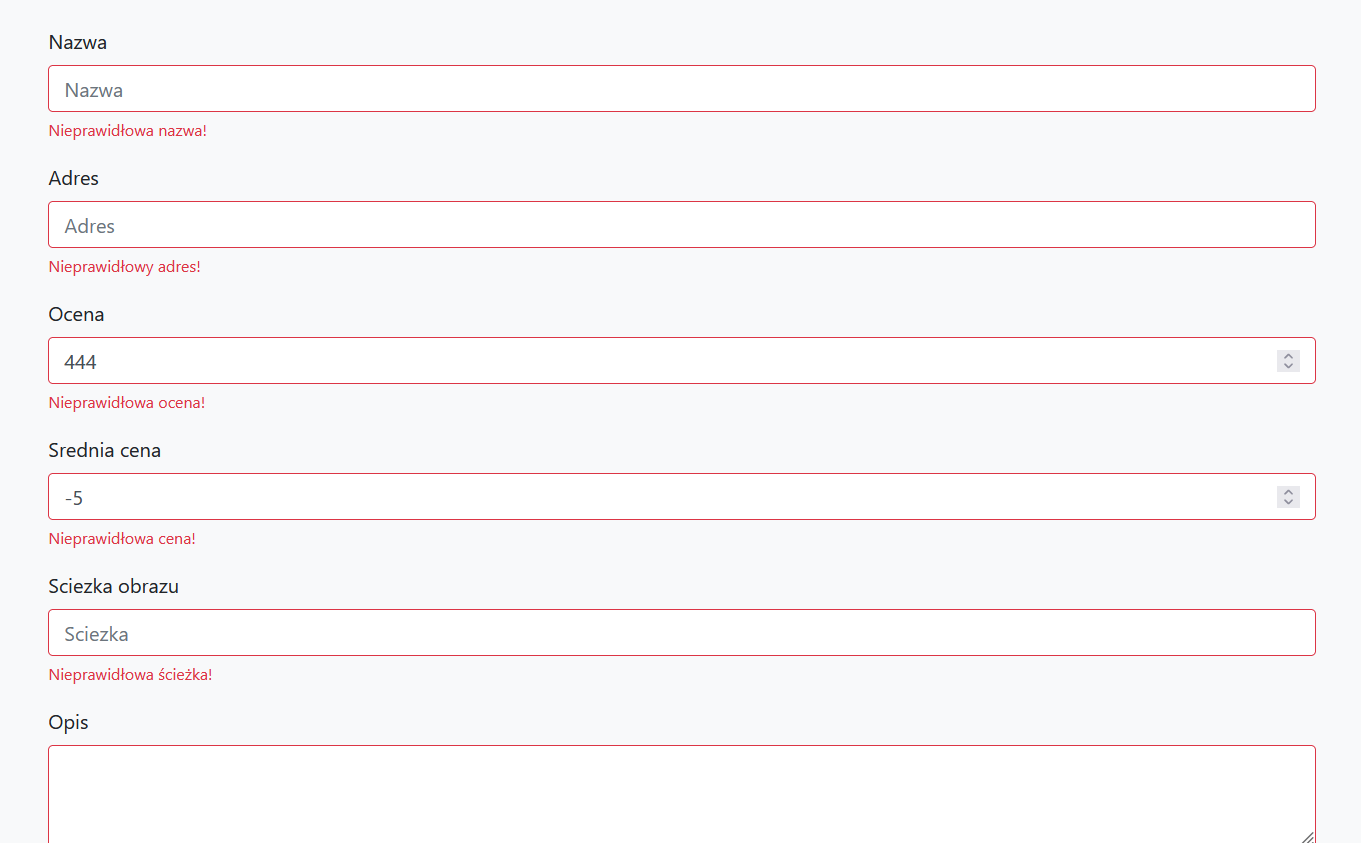 Nazwa
Nazwa
Nieprawidłowa nazwa!
Adres
Adres
Nieprawidłowy adres!
Ocena
444
Nieprawidłowa ocena!
Srednia cena
-5
Nieprawidłowa cena!
Sciezka obrazu
Sciezka
Nieprawidłowa ścieżka!
Opis